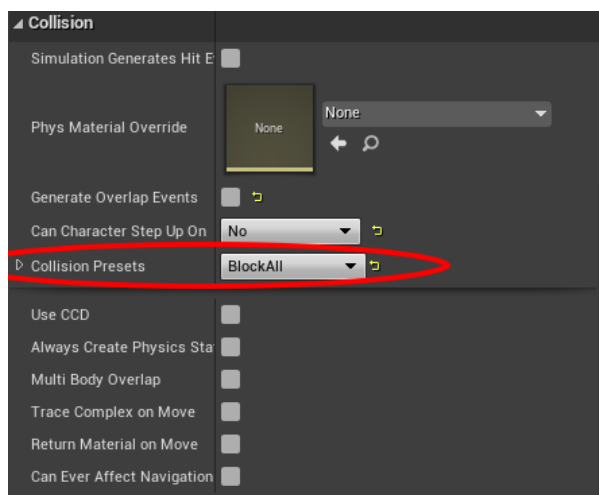 Collision
Simulation Generates Hit E
Phys Material Override
None
None
Generate Overlap Events
Can Character Step Up On
No
Collision Presets
BlockAll
Use CCD
Always Create Physics Sta
Multi Body Overlap
Trace Complex on Move
Return Material on Move
Can Ever Affect Navigation